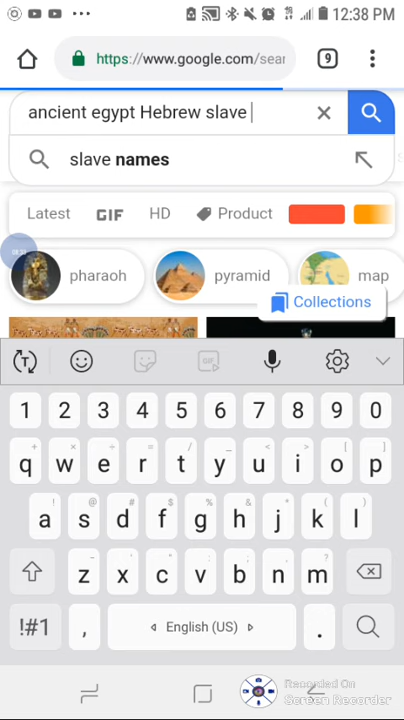 12:38 PM
https://www.google.com/sear
9
ancient egypt Hebrew slave
slave names
Latest GIF HD Product
pharaoh pyramid map
Collections
T GIF
1 2 3 4 5 6 7 8 9 0
+ × ÷ = / _ < > [ ]
q w e r t y u i o p
! @ # $ % ^ & * ( )
a s d f g h j k l
- ' " : ; , ?
z x c v b n m
!#1 , English (US) .
Recorded On
Screen Recorder